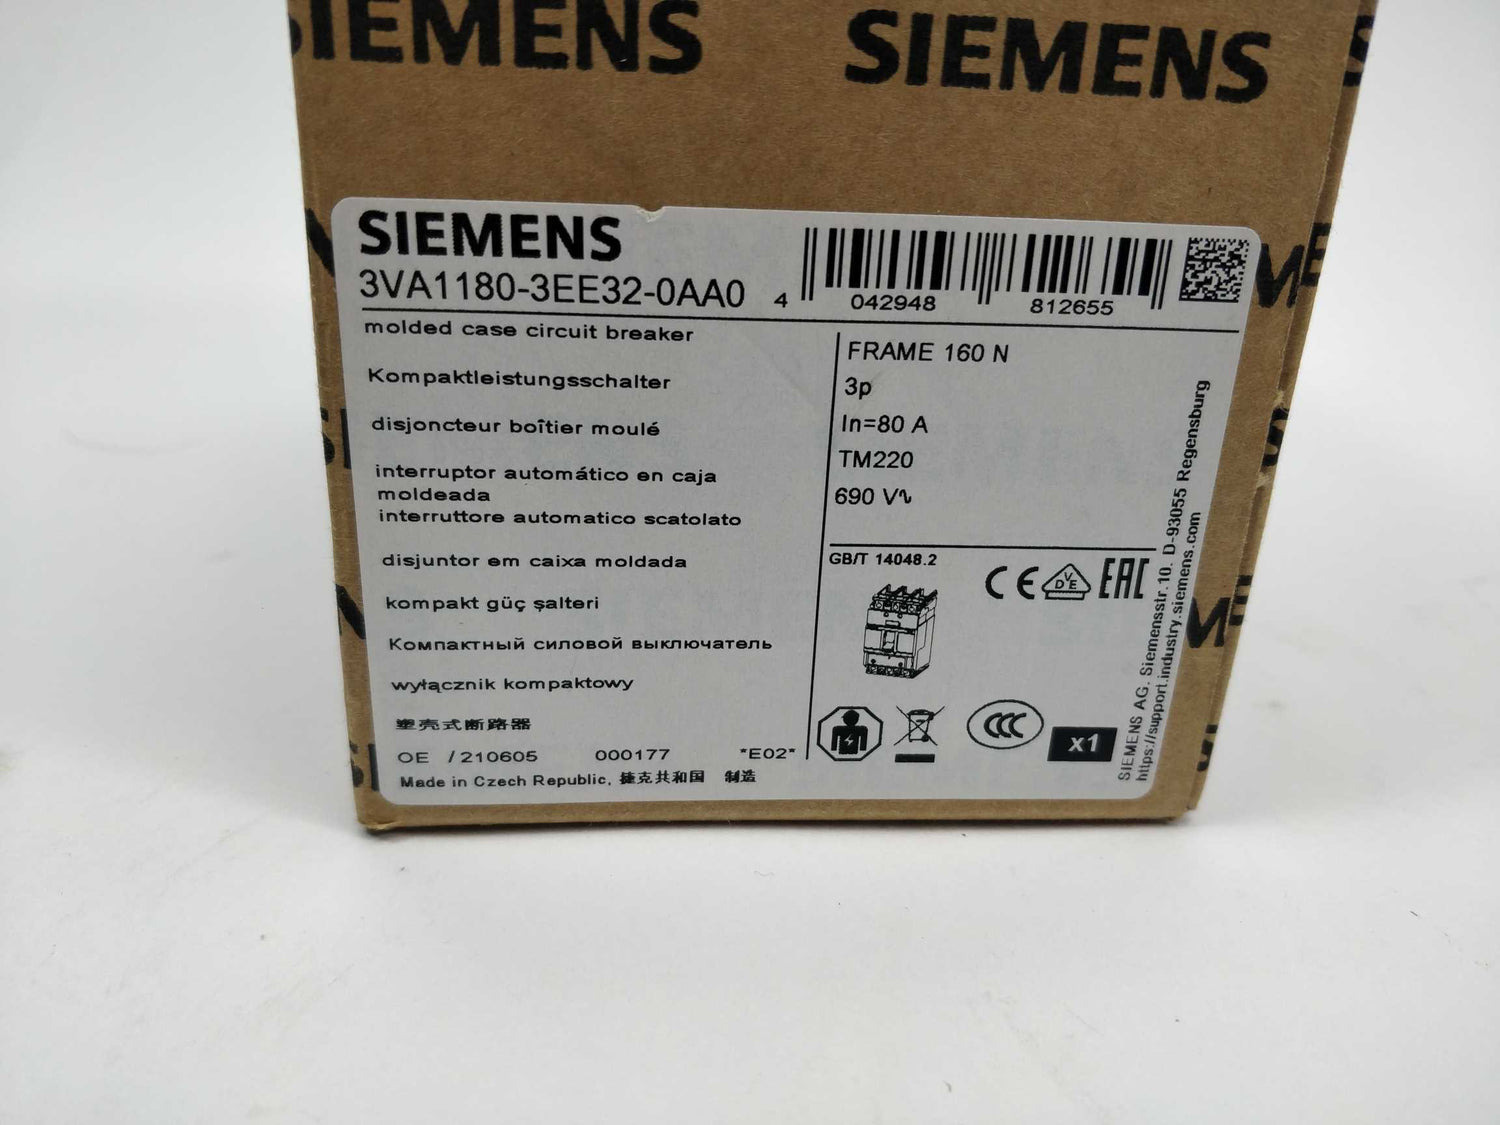 SIEMENS SIEMENS
SIEMENS
3VA1180-3EE32-0AA0
4 042948 812655
molded case circuit breaker
Kompaktleistungsschalter
disjoncteur boîtier moulé
interruptor automático en caja
moldeada
interruttore automatico scatolato
disjuntor em caixa moldada
kompakt güç şalteri
Компактный силовой выключатель
wyłącznik kompaktowy
塑壳式断路器
OE /210605 000177 *E02*
Made in Czech Republic, 捷克共和国 制造
FRAME 160 N
3p
In=80 A
TM220
690 V∿
GB/T 14048.2
CE DVE EAC
CCC
x1
SIEMENS AG, Siemensstr.10, D-93055 Regensburg
https://support.industry.siemens.com